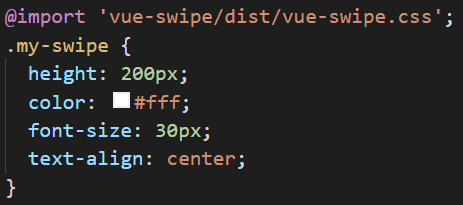 @import 'vue-swipe/dist/vue-swipe.css';
.my-swipe {
  height: 200px;
  color: #fff;
  font-size: 30px;
  text-align: center;
}